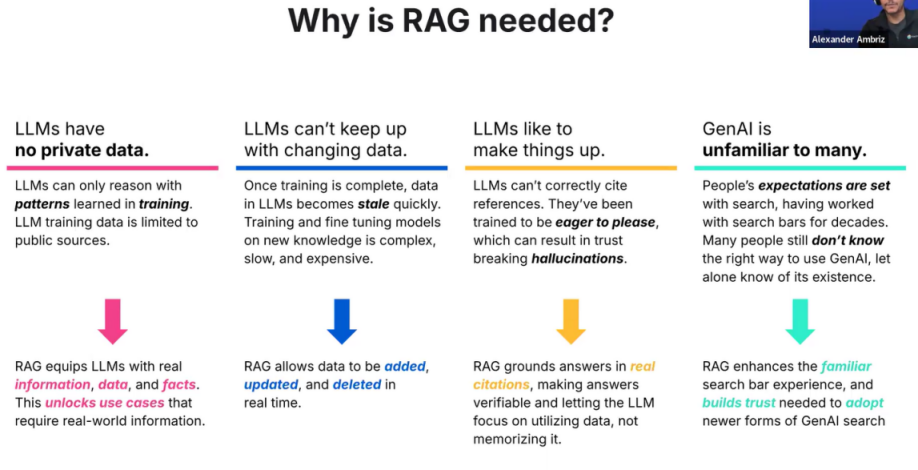 Why is RAG needed?
Alexander Ambriz
LLMs have
no private data.
LLMs can only reason with
patterns learned in training.
LLM training data is limited to
public sources.
RAG equips LLMs with real
information, data, and facts.
This unlocks use cases that
require real-world information.
LLMs can’t keep up
with changing data.
Once training is complete, data
in LLMs becomes stale quickly.
Training and fine tuning models
on new knowledge is complex,
slow, and expensive.
RAG allows data to be added,
updated, and deleted in
real time.
LLMs like to
make things up.
LLMs can’t correctly cite
references. They’ve been
trained to be eager to please,
which can result in trust
breaking hallucinations.
RAG grounds answers in real
citations, making answers
verifiable and letting the LLM
focus on utilizing data, not
memorizing it.
GenAI is
unfamiliar to many.
People’s expectations are set
with search, having worked
with search bars for decades.
Many people still don’t know
the right way to use GenAI, let
alone know of its existence.
RAG enhances the familiar
search bar experience, and
builds trust needed to adopt
newer forms of GenAI search